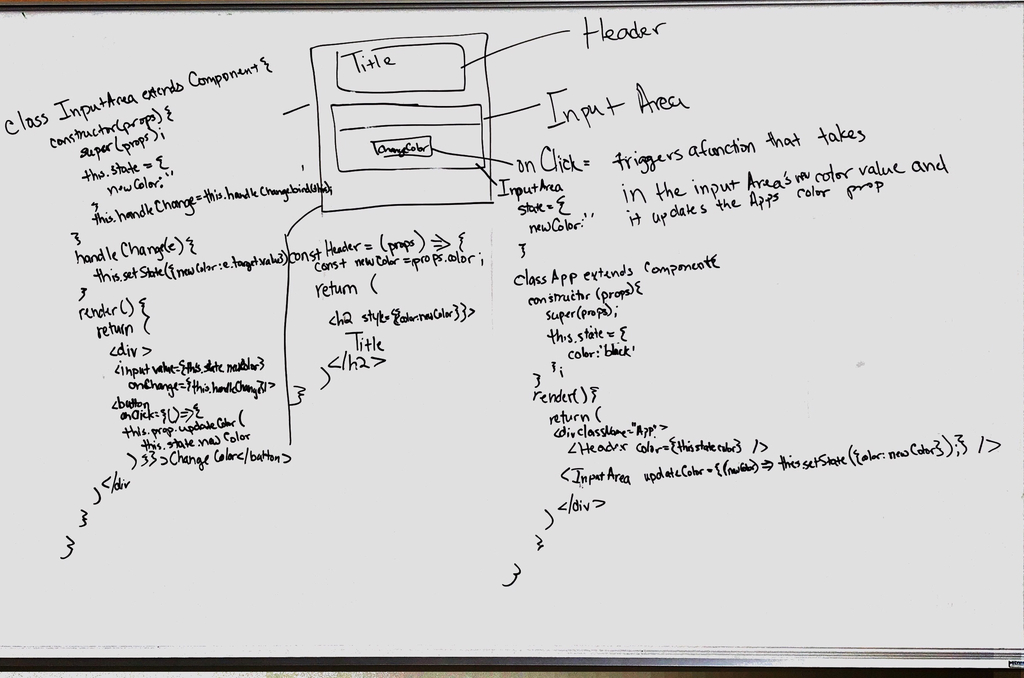 class InputArea extends Component {
constructor(props) {
super(props);
this.state = {
newColor: ''
}
this.handleChange = this.handleChange.bind(this);
}
handleChange(e) {
this.setState({newColor: e.target.value})
}
render() {
return (
<div>
<input value={this.state.newColor}
onChange={this.handleChange}/>
<button
onClick={()=>{
this.prop.updateColor(
this.state.newColor
)}}>Change Color</button>
</div
)
}
}
Title
Change Color
Header
Input Area
onClick = triggers a function that takes
in the input Area's new color value and
it updates the Apps color prop
InputArea
state = {
newColor: ''
}
const Header = (props) => {
const newColor = props.color;
return (
<h2 style={{color:newColor}}>
Title
</h2>
)
}
class App extends Component {
constructor (props) {
super(props);
this.state = {
color: 'black'
};
}
render() {
return (
<div className="App">
<Header color={this.state.color} />
<InputArea updateColor={(newColor) => this.setState({color: newColor});} />
</div>
)
}
}